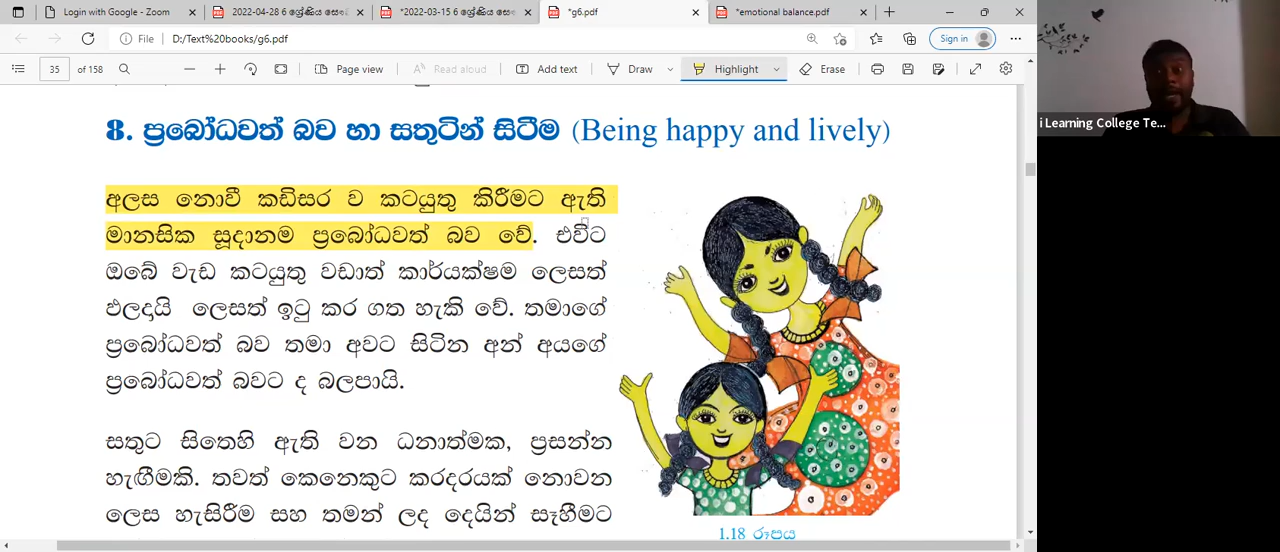 Login with Google - Zoom
2022-04-28 6 ශ්‍රේණිය සෞ
*2022-03-15 6 ශ්‍රේණිය සෞ
*g6.pdf
*emotional balance.pdf
File
D:/Text%20books/g6.pdf
Sign in
35 of 158
Page view
Read aloud
Add text
Draw
Highlight
Erase
i Learning College Te...
8. ප්‍රබෝධවත් බව හා සතුටින් සිටීම (Being happy and lively)
අලස නොවී කඩිසර ව කටයුතු කිරීමට ඇති
මානසික සූදානම ප්‍රබෝධවත් බව වේ. එවිට
ඔබේ වැඩ කටයුතු වඩාත් කාර්යක්ෂම ලෙසත්
ඵලදායි ලෙසත් ඉටු කර ගත හැකි වේ. තමාගේ
ප්‍රබෝධවත් බව තමා අවට සිටින අන් අයගේ
ප්‍රබෝධවත් බවට ද බලපායි.
සතුට සිතෙහි ඇති වන ධනාත්මක, ප්‍රසන්න
හැඟීමකි. තවත් කෙනෙකුට කරදරයක් නොවන
ලෙස හැසිරීම සහ තමන් ලද දෙයින් සෑහීමට
1.18 රූපය